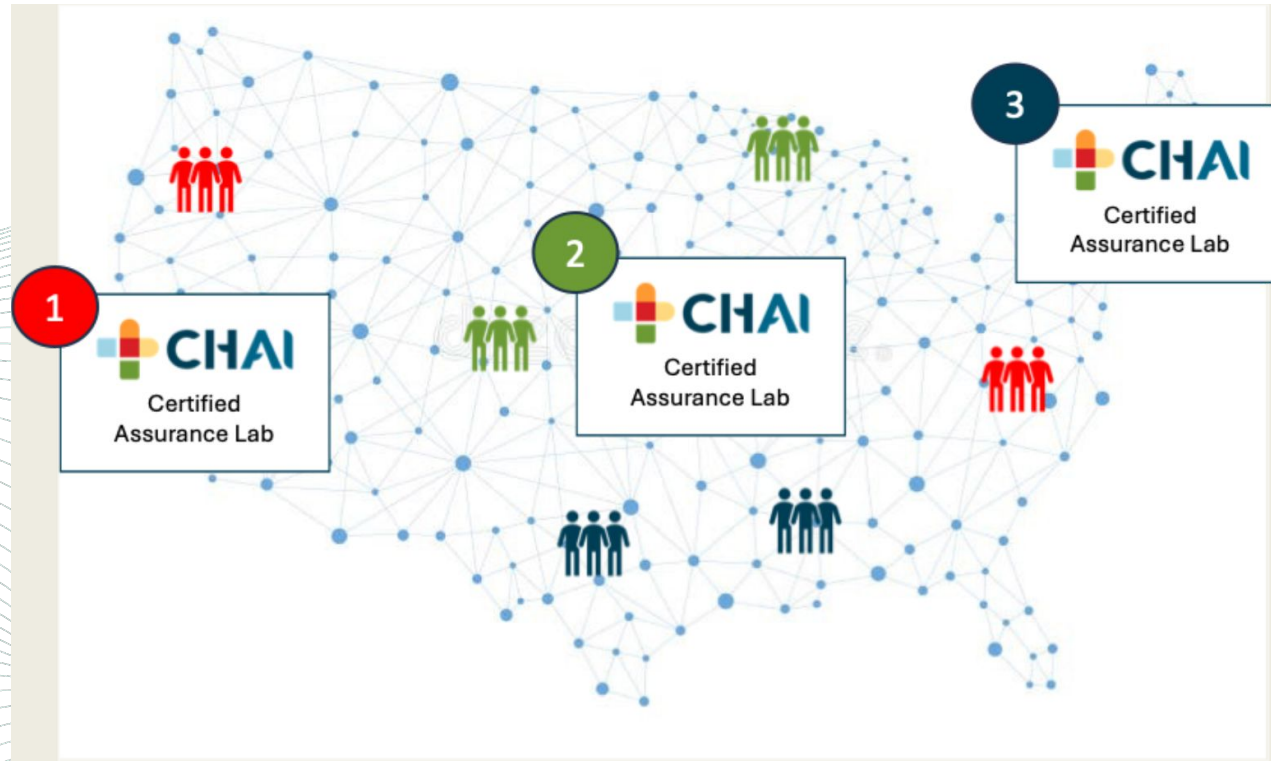 3
CHAI
Certified
Assurance Lab
2
CHAI
Certified
Assurance Lab
1
CHAI
Certified
Assurance Lab